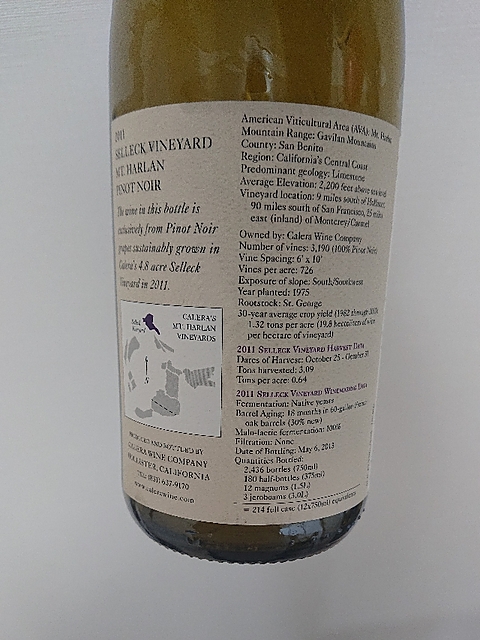 2011
SELLECK VINEYARD
MT. HARLAN
PINOT NOIR
The wine in this bottle is
exclusively from Pinot Noir
grapes sustainably grown in
Calera's 4.8 acre Selleck
Vineyard in 2011.
CALERA'S
MT. HARLAN
VINEYARDS
Selleck
Vineyard
PRODUCED AND BOTTLED BY
CALERA WINE COMPANY
HOLLISTER, CALIFORNIA
TEL: (831) 637-9170
www.calerawine.com
American Viticultural Area (AVA): Mt. Harlan
Mountain Range: Gavilan Mountains
County: San Benito
Region: California's Central Coast
Predominant geology: Limestone
Average Elevation: 2,200 feet above sea level
Vineyard location: 9 miles south of Hollister,
90 miles south of San Francisco, 25 miles
east (inland) of Monterey/Carmel
Owned by: Calera Wine Company
Number of vines: 3,190 (100% Pinot Noir)
Vine Spacing: 6' x 10'
Vines per acre: 726
Exposure of slope: South/Southwest
Year planted: 1975
Rootstock: St. George
30-year average crop yield (1982 through 2011)
1.32 tons per acre (19.8 hectoliters of wine
per hectare of vineyard)
2011 SELLECK VINEYARD HARVEST DATA
Dates of Harvest: October 25 - October
Tons harvested: 3.09
Tons per acre: 0.64
2011 SELLECK VINEYARD WINEMAKING DATA
Fermentation: Native yeasts
Barrel Aging: 18 months in 60-gallon
oak barrels (30% new)
Malo-lactic fermentation: 100%
Filtration: None
Date of Bottling: May 6, 2013
Quantities Bottled:
2,436 bottles (750ml)
180 half-bottles (375ml)
12 magnums (1.5L)
3 jeroboams (3.0L)
= 214 full case (12x750ml) equivalents